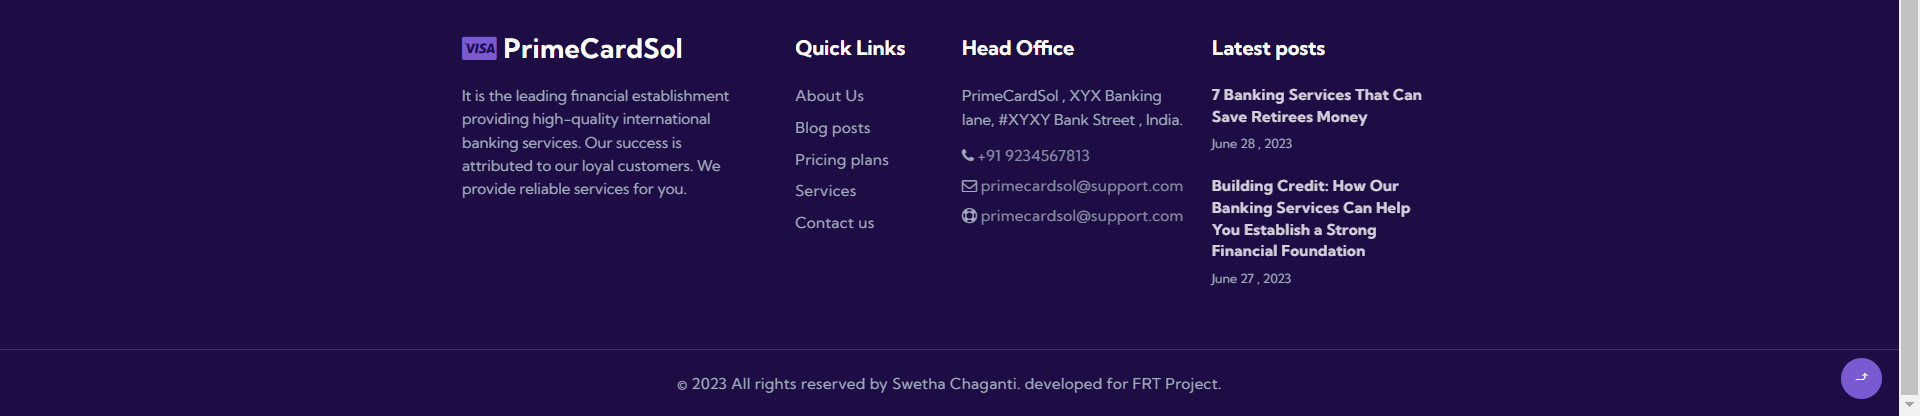 VISA PrimeCardSol
It is the leading financial establishment
providing high-quality international
banking services. Our success is
attributed to our loyal customers. We
provide reliable services for you.
Quick Links
About Us
Blog posts
Pricing plans
Services
Contact us
Head Office
PrimeCardSol , XYX Banking
lane, #XYXY Bank Street , India.
+91 9234567813
primecardsol@support.com
primecardsol@support.com
Latest posts
7 Banking Services That Can
Save Retirees Money
June 28 , 2023
Building Credit: How Our
Banking Services Can Help
You Establish a Strong
Financial Foundation
June 27 , 2023
© 2023 All rights reserved by Swetha Chaganti. developed for FRT Project.